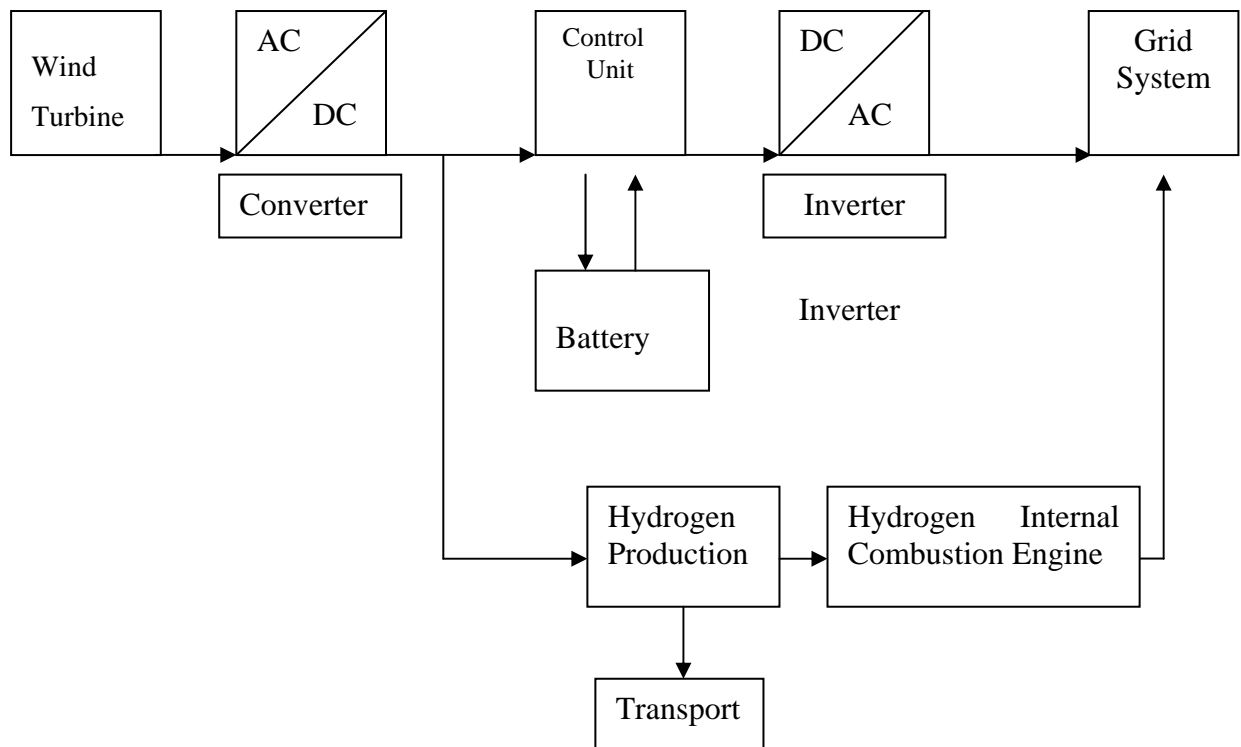 Wind
Turbine
AC
DC
Converter
Control
Unit
DC
AC
Inverter
Grid
System
Battery
Inverter
Hydrogen
Production
Hydrogen Internal
Combustion Engine
Transport